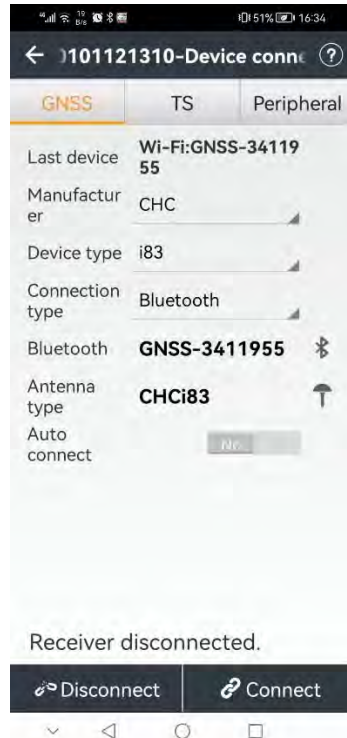 19
B/s
51% 16:34
)101121310-Device conn
GNSS TS Peripheral
Last device Wi-Fi:GNSS-34119
55
Manufactur
er CHC
Device type i83
Connection
type Bluetooth
Bluetooth GNSS-3411955
Antenna
type CHCi83
Auto
connect No
Receiver disconnected.
Disconnect Connect